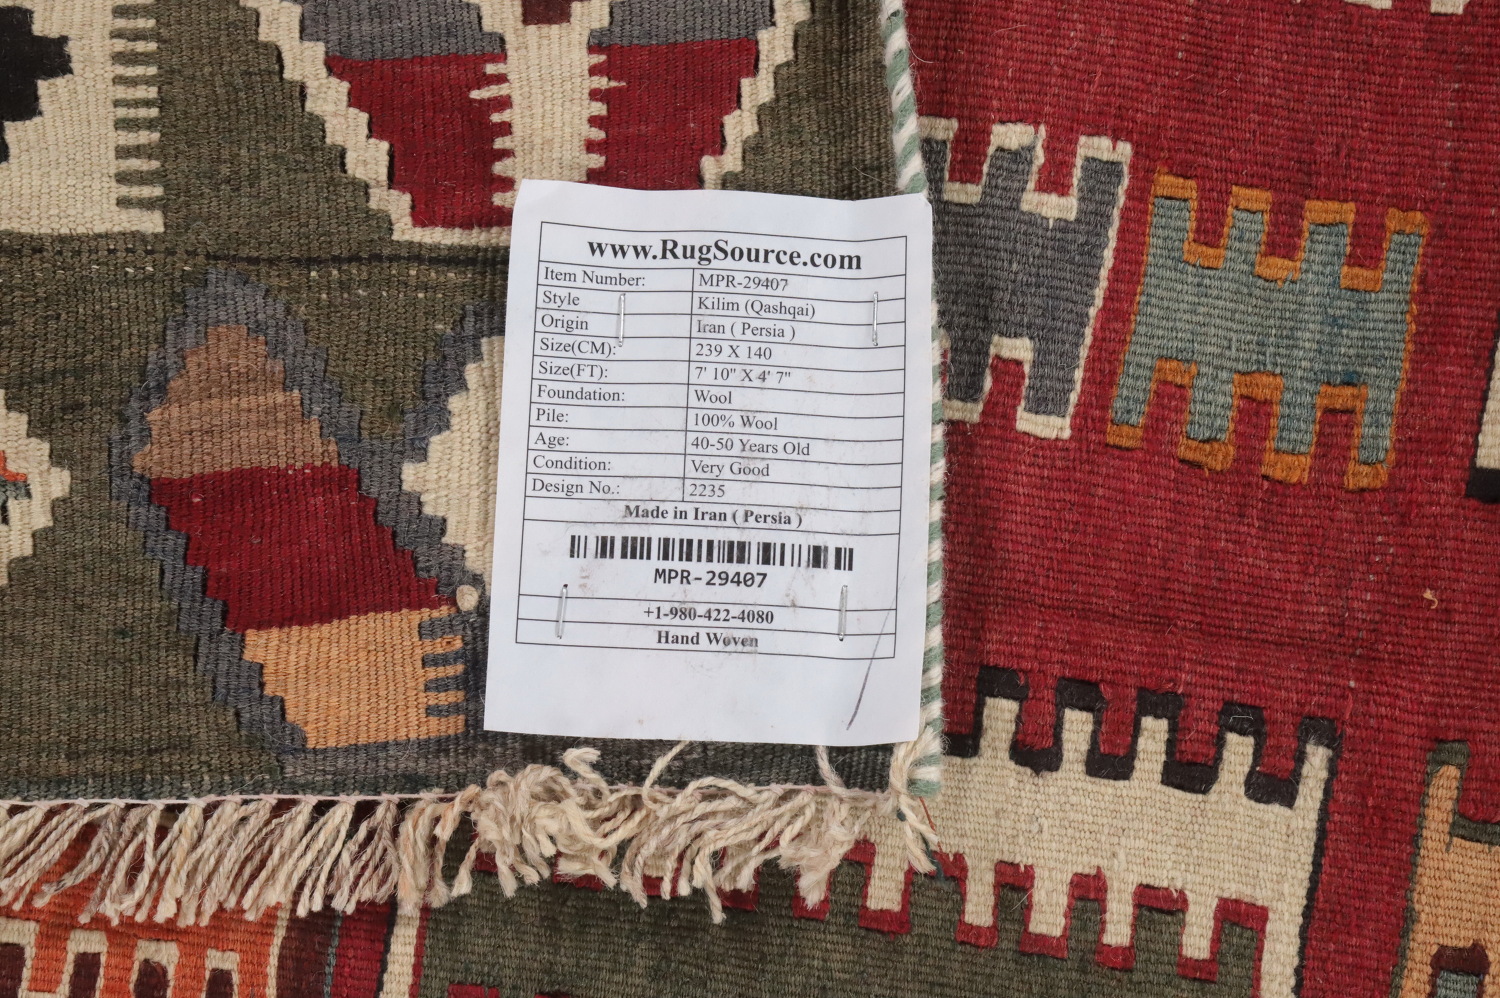 www.RugSource.com
Item Number: MPR-29407
Style Kilim (Qashqai)
Origin Iran ( Persia )
Size(CM): 239 X 140
Size(FT): 7' 10" X 4' 7"
Foundation: Wool
Pile: 100% Wool
Age: 40-50 Years Old
Condition: Very Good
Design No.: 2235
Made in Iran ( Persia )
MPR-29407
+1-980-422-4080
Hand Woven